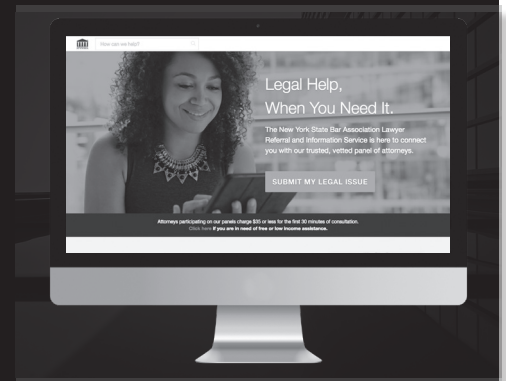 How can we help?
Legal Help,
When You Need It.
The New York State Bar Association Lawyer
Referral and Information Service is here to connect
you with our trusted, vetted panel of attorneys.
SUBMIT MY LEGAL ISSUE
Attorneys participating on our panels charge $35 or less for the first 30 minutes of consultation.
Click here if you are in need of free or low income assistance.